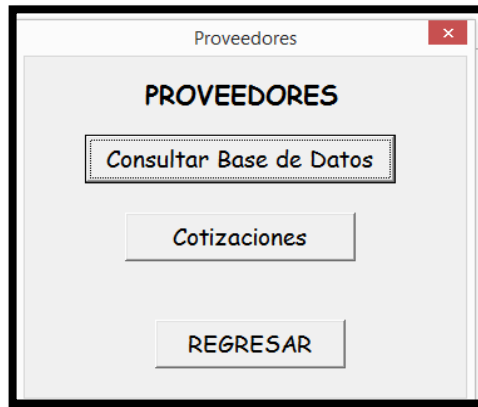 Proveedores
PROVEEDORES
Consultar Base de Datos
Cotizaciones
REGRESAR